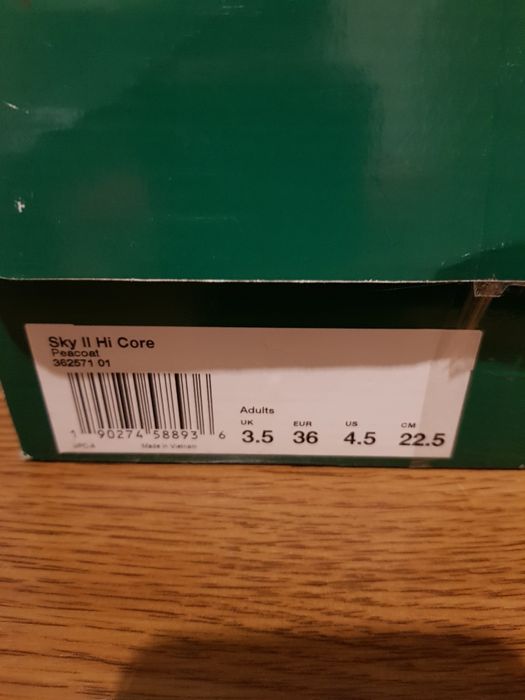 Sky II Hi Core
Peacoat
362571 01
1 90274 58893 6
UPC-A Made in Vietnam
Adults
UK EUR US CM
3.5 36 4.5 22.5